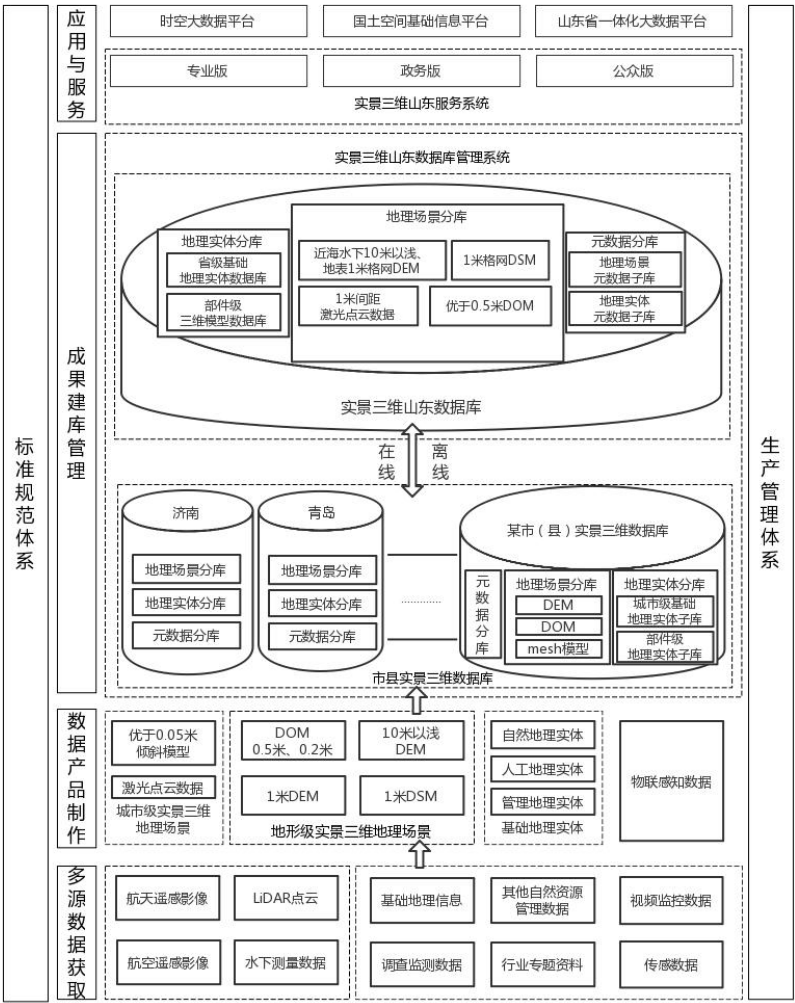 标准规范体系
应用与服务
时空大数据平台
国土空间基础信息平台
山东省一体化大数据平台
专业版
政务版
公众版
实景三维山东服务系统
成果建库管理
实景三维山东数据库管理系统
地理实体分库
省级基础
地理实体数据库
部件级
三维模型数据库
地理场景分库
近海水下10米以浅、
地表1米格网DEM
1米格网DSM
1米间距
激光点云数据
优于0.5米DOM
元数据分库
地理场景
元数据子库
地理实体
元数据子库
实景三维山东数据库
在线
离线
济南
地理场景分库
地理实体分库
元数据分库
青岛
地理场景分库
地理实体分库
元数据分库
............
某市（县）实景三维数据库
元数据分库
地理场景分库
DEM
DOM
mesh模型
地理实体分库
城市级基础
地理实体子库
部件级
地理实体子库
市县实景三维数据库
数据产品制作
优于0.05米
倾斜模型
激光点云数据
城市级实景三维
地理场景
DOM
0.5米、0.2米
10米以浅
DEM
1米DEM
1米DSM
地形级实景三维地理场景
自然地理实体
人工地理实体
管理地理实体
基础地理实体
物联感知数据
多源数据获取
航天遥感影像
LiDAR点云
航空遥感影像
水下测量数据
基础地理信息
其他自然资源
管理数据
视频监控数据
调查监测数据
行业专题资料
传感数据
生产管理体系